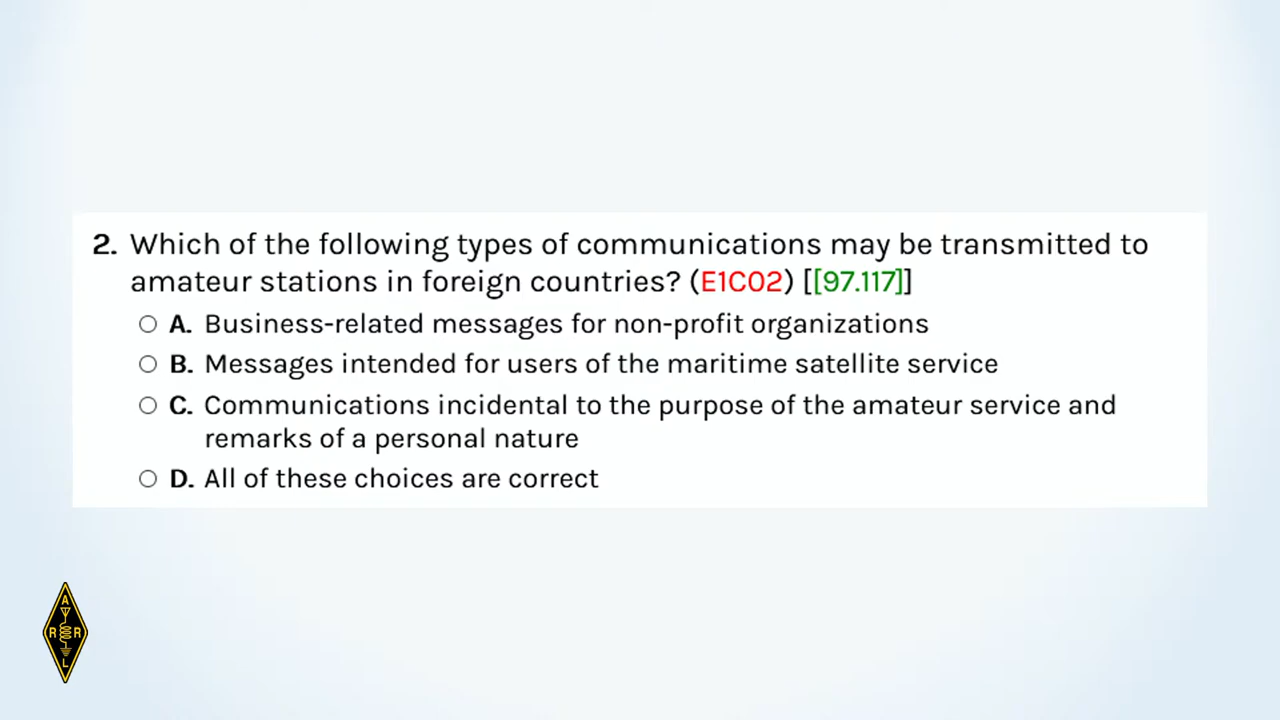 2. Which of the following types of communications may be transmitted to
amateur stations in foreign countries? (E1C02) [[97.117]]
A. Business-related messages for non-profit organizations
B. Messages intended for users of the maritime satellite service
C. Communications incidental to the purpose of the amateur service and
remarks of a personal nature
D. All of these choices are correct
A
R R
L